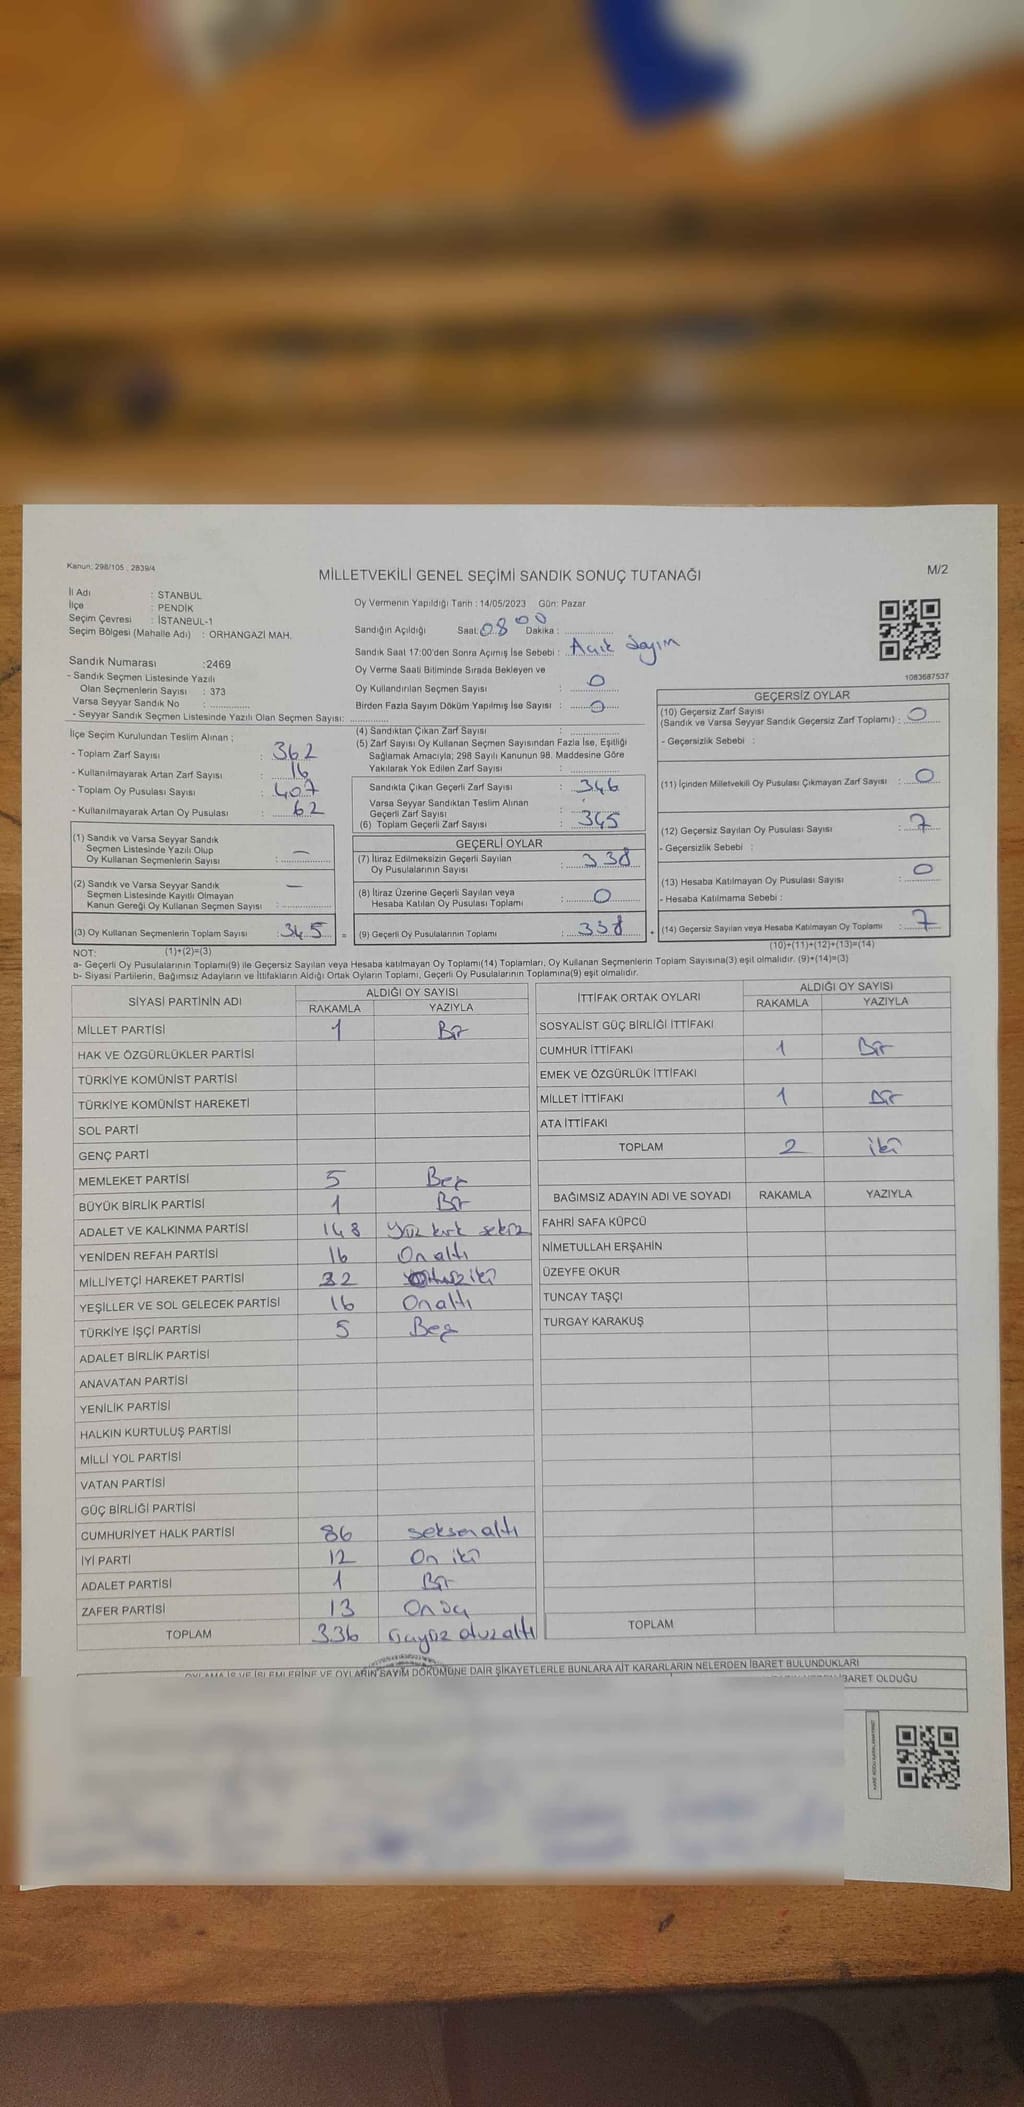 Kanun: 298/105 ; 2839/4
MİLLETVEKİLİ GENEL SEÇİMİ SANDIK SONUÇ TUTANAĞI
M/2
İl Adı : STANBUL
İlçe : PENDİK
Seçim Çevresi : İSTANBUL-1
Seçim Bölgesi (Mahalle Adı) : ORHANGAZİ MAH.
Sandık Numarası :2469
- Sandık Seçmen Listesinde Yazılı
Olan Seçmenlerin Sayısı : 373
Varsa Seyyar Sandık No :
- Seyyar Sandık Seçmen Listesinde Yazılı Olan Seçmen Sayısı:
Oy Vermenin Yapıldığı Tarih : 14/05/2023 Gün: Pazar
Sandığın Açıldığı Saat: 08 Dakika : 00
Sandık Saat 17:00'den Sonra Açımış İse Sebebi : Açık Sayım
Oy Verme Saati Bitiminde Sırada Bekleyen ve
Oy Kullandırılan Seçmen Sayısı : 0
Birden Fazla Sayım Döküm Yapılmış İse Sayısı : 0
1083687537
İlçe Seçim Kurulundan Teslim Alınan ;
- Toplam Zarf Sayısı : 362
- Kullanılmayarak Artan Zarf Sayısı : 16
- Toplam Oy Pusulası Sayısı : 407
- Kullanılmayarak Artan Oy Pusulası : 62
(1) Sandık ve Varsa Seyyar Sandık
Seçmen Listesinde Yazılı Olup
Oy Kullanan Seçmenlerin Sayısı : —
(2) Sandık ve Varsa Seyyar Sandık
Seçmen Listesinde Kayıtlı Olmayan
Kanun Gereği Oy Kullanan Seçmen Sayısı : —
(3) Oy Kullanan Seçmenlerin Toplam Sayısı : 345 =
(4) Sandıktan Çıkan Zarf Sayısı :
(5) Zarf Sayısı Oy Kullanan Seçmen Sayısından Fazla İse, Eşitliği
Sağlamak Amacıyla; 298 Sayılı Kanunun 98. Maddesine Göre
Yakılarak Yok Edilen Zarf Sayısı :
Sandıkta Çıkan Geçerli Zarf Sayısı : 346
Varsa Seyyar Sandıktan Teslim Alınan
Geçerli Zarf Sayısı :
(6) Toplam Geçerli Zarf Sayısı : 345
GEÇERLİ OYLAR
(7) İtiraz Edilmeksizin Geçerli Sayılan
Oy Pusulalarının Sayısı : 338
(8) İtiraz Üzerine Geçerli Sayılan veya
Hesaba Katılan Oy Pusulası Toplamı : 0
(9) Geçerli Oy Pusulalarının Toplamı : 338 +
GEÇERSİZ OYLAR
(10) Geçersiz Zarf Sayısı
(Sandık ve Varsa Seyyar Sandık Geçersiz Zarf Toplamı) : 0
- Geçersizlik Sebebi :
(11) İçinden Milletvekili Oy Pusulası Çıkmayan Zarf Sayısı : 0
(12) Geçersiz Sayılan Oy Pusulası Sayısı : 7
- Geçersizlik Sebebi :
(13) Hesaba Katılmayan Oy Pusulası Sayısı : 0
- Hesaba Katılmama Sebebi :
(14) Geçersiz Sayılan veya Hesaba Katılmayan Oy Toplamı : 7
NOT: (1)+(2)=(3)
(10)+(11)+(12)+(13)=(14)
a- Geçerli Oy Pusulalarının Toplamı(9) ile Geçersiz Sayılan veya Hesaba katılmayan Oy Toplamı(14) Toplamları, Oy Kullanan Seçmenlerin Toplam Sayısına(3) eşit olmalıdır. (9)+(14)=(3)
b- Siyasi Partilerin, Bağımsız Adayların ve İttifakların Aldığı Ortak Oyların Toplamı, Geçerli Oy Pusulalarının Toplamına(9) eşit olmalıdır.
SİYASİ PARTİNİN ADI ALDIĞI OY SAYISI
RAKAMLA YAZIYLA
MİLLET PARTİSİ 1 Bir
HAK VE ÖZGÜRLÜKLER PARTİSİ
TÜRKİYE KOMÜNİST PARTİSİ
TÜRKİYE KOMÜNİST HAREKETİ
SOL PARTİ
GENÇ PARTİ
MEMLEKET PARTİSİ 5 Beş
BÜYÜK BİRLİK PARTİSİ 1 Bir
ADALET VE KALKINMA PARTİSİ 148 Yüz kırk sekiz
YENİDEN REFAH PARTİSİ 16 On altı
MİLLİYETÇİ HAREKET PARTİSİ 32 Otuz iki
YEŞİLLER VE SOL GELECEK PARTİSİ 16 On altı
TÜRKİYE İŞÇİ PARTİSİ 5 Beş
ADALET BİRLİK PARTİSİ
ANAVATAN PARTİSİ
YENİLİK PARTİSİ
HALKIN KURTULUŞ PARTİSİ
MİLLİ YOL PARTİSİ
VATAN PARTİSİ
GÜÇ BİRLİĞİ PARTİSİ
CUMHURİYET HALK PARTİSİ 86 seksen altı
İYİ PARTİ 12 On iki
ADALET PARTİSİ 1 Bir
ZAFER PARTİSİ 13 On üç
TOPLAM 336 üçyüz otuz altı
İTTİFAK ORTAK OYLARI ALDIĞI OY SAYISI
RAKAMLA YAZIYLA
SOSYALİST GÜÇ BİRLİĞİ İTTİFAKI
CUMHUR İTTİFAKI 1 Bir
EMEK VE ÖZGÜRLÜK İTTİFAKI
MİLLET İTTİFAKI 1 Bir
ATA İTTİFAKI
TOPLAM 2 iki
BAĞIMSIZ ADAYIN ADI VE SOYADI RAKAMLA YAZIYLA
FAHRİ SAFA KÜPCÜ
NİMETULLAH ERŞAHİN
ÜZEYFE OKUR
TUNCAY TAŞÇI
TURGAY KARAKUŞ
TOPLAM
OYLAMA İŞ VE İŞLEMLERİNE VE OYLARIN SAYIM DÖKÜMÜNE DAİR ŞİKAYETLERLE BUNLARA AİT KARARLARIN NELERDEN İBARET BULUNDUKLARI
İBARET OLDUĞU